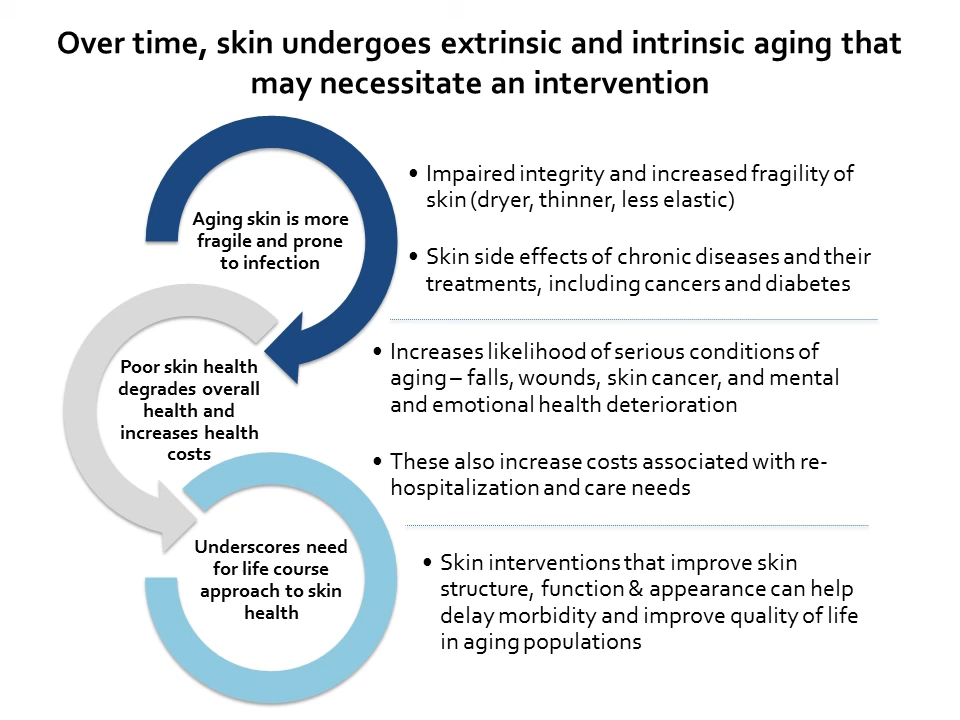 Over time, skin undergoes extrinsic and intrinsic aging that
may necessitate an intervention
Aging skin is more
fragile and prone
to infection
• Impaired integrity and increased fragility of
skin (dryer, thinner, less elastic)
• Skin side effects of chronic diseases and their
treatments, including cancers and diabetes
Poor skin health
degrades overall
health and
increases health
costs
• Increases likelihood of serious conditions of
aging – falls, wounds, skin cancer, and mental
and emotional health deterioration
• These also increase costs associated with re-
hospitalization and care needs
Underscores need
for life course
approach to skin
health
• Skin interventions that improve skin
structure, function & appearance can help
delay morbidity and improve quality of life
in aging populations